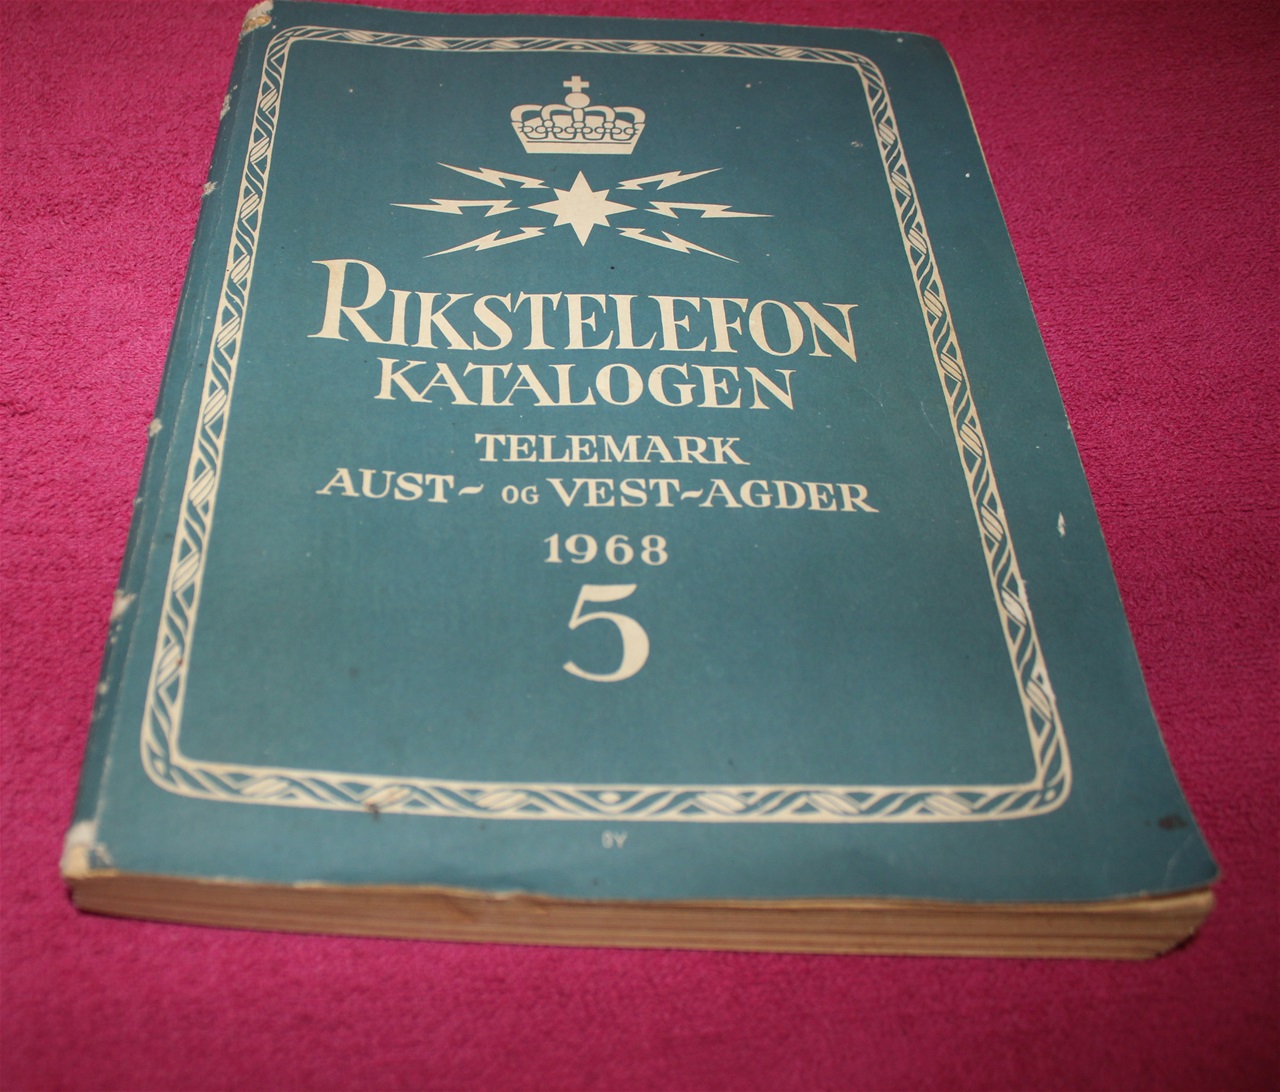 RIKSTELEFON
KATALOGEN
TELEMARK
AUST- OG VEST-AGDER
1968
5